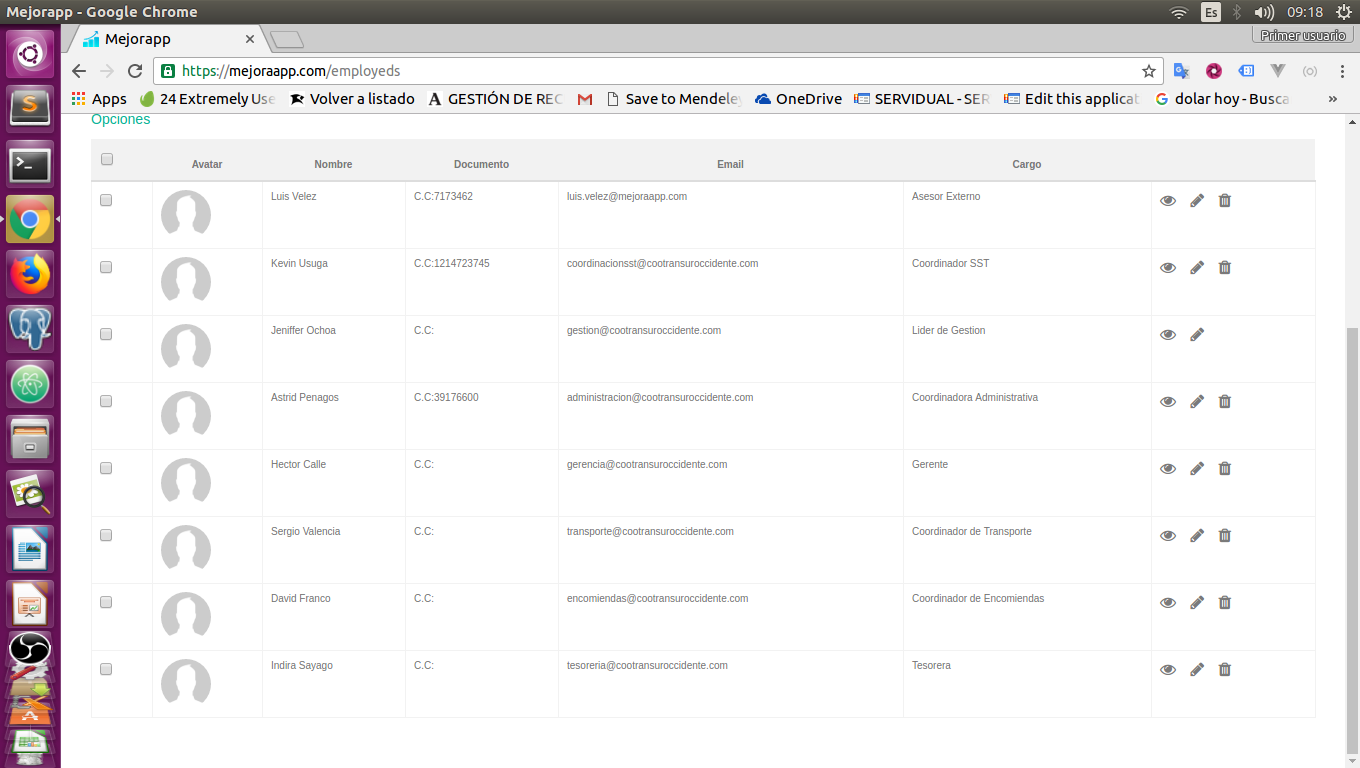 Mejorapp - Google Chrome
Es
09:18
Mejorapp
Primer usuario
https://mejoraapp.com/employeds
Apps
24 Extremely Use
Volver a listado
GESTIÓN DE REC
Save to Mendeley
OneDrive
SERVIDUAL - SER
Edit this applicat
dolar hoy - Busca
»
Opciones
Avatar Nombre Documento Email Cargo
Luis Velez C.C:7173462 luis.velez@mejoraapp.com Asesor Externo
Kevin Usuga C.C:1214723745 coordinacionsst@cootransuroccidente.com Coordinador SST
Jeniffer Ochoa C.C: gestion@cootransuroccidente.com Lider de Gestion
Astrid Penagos C.C:39176600 administracion@cootransuroccidente.com Coordinadora Administrativa
Hector Calle C.C: gerencia@cootransuroccidente.com Gerente
Sergio Valencia C.C: transporte@cootransuroccidente.com Coordinador de Transporte
David Franco C.C: encomiendas@cootransuroccidente.com Coordinador de Encomiendas
Indira Sayago C.C: tesoreria@cootransuroccidente.com Tesorera